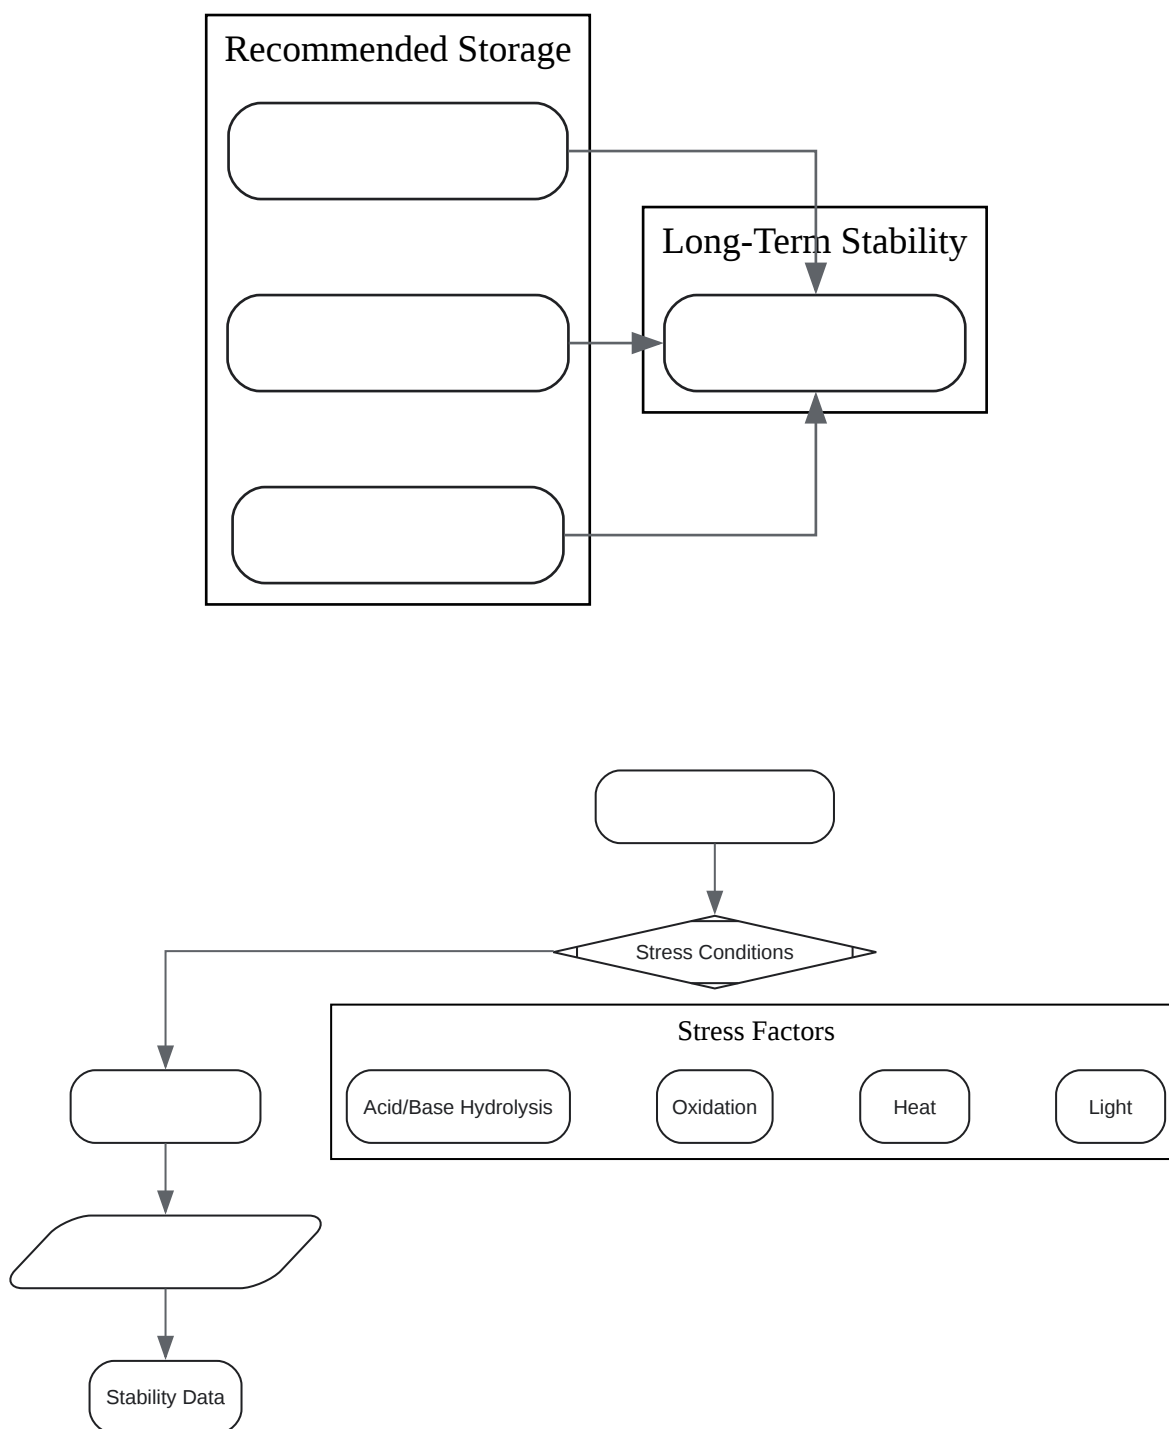 Recommended Storage
Long-Term Stability
Stress Conditions
Stress Factors
Acid/Base Hydrolysis
Oxidation
Heat
Light
Stability Data